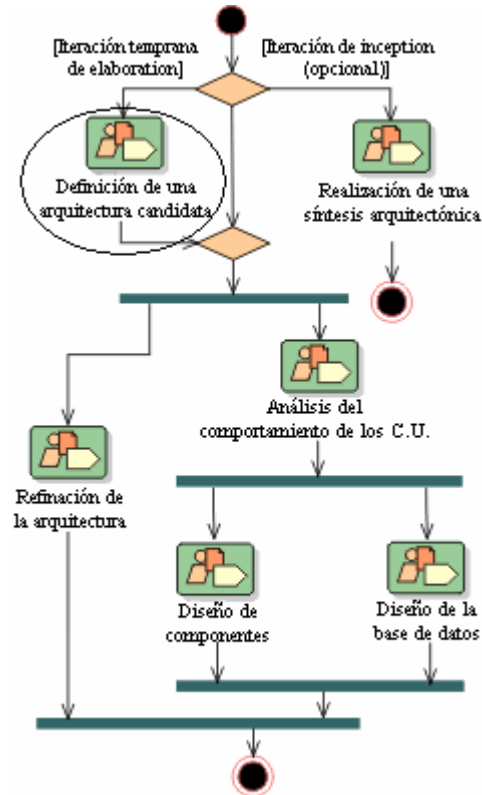 [Iteración temprana
de elaboration]
[Iteración de inception
(opcional)]
Definición de una
arquitectura candidata
Realización de una
síntesis arquitectónica
Análisis del
comportamiento de los C.U.
Refinación de
la arquitectura
Diseño de
componentes
Diseño de la
base de datos